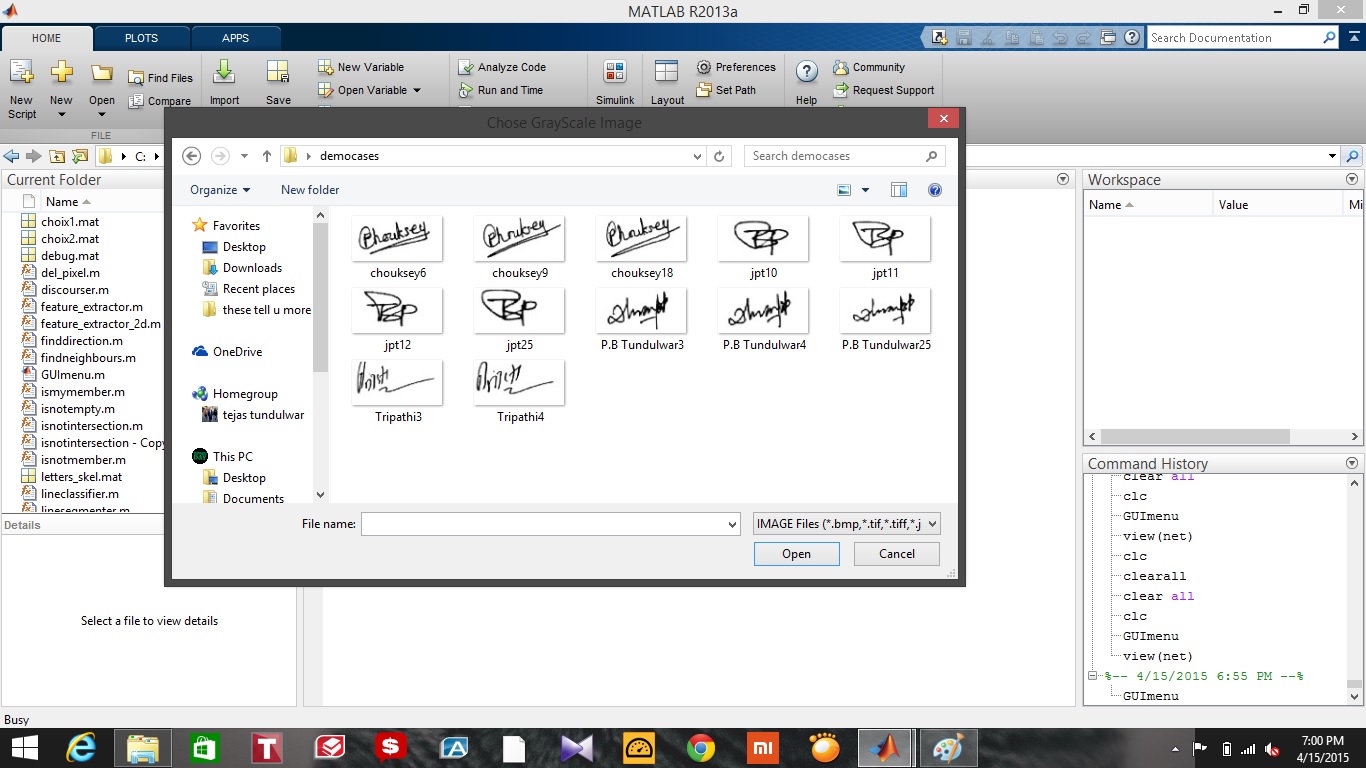 MATLAB R2013a
HOME
PLOTS
APPS
Search Documentation
New Script
New
Open
Find Files
Compare
Import
Save
New Variable
Open Variable
Analyze Code
Run and Time
Simulink
Layout
Preferences
Set Path
Help
Community
Request Support
FILE
C:
Chose GrayScale Image
democases
Search democases
Organize
New folder
Favorites
Desktop
Downloads
Recent places
these tell u more
OneDrive
Homegroup
tejas tundulwar
This PC
Desktop
Documents
Chouksey
Chouksey
Chouksey
chouksey6
chouksey9
chouksey18
jpt10
jpt11
jpt12
jpt25
P.B Tundulwar3
P.B Tundulwar4
P.B Tundulwar25
Tripathi3
Tripathi4
File name:
IMAGE Files (*.bmp,*.tif,*.tiff,*.j
Open
Cancel
Current Folder
Name
choix1.mat
choix2.mat
debug.mat
del_pixel.m
discourser.m
feature_extractor.m
feature_extractor_2d.m
finddirection.m
findneighbours.m
GUImenu.m
ismymember.m
isnotempty.m
isnotintersection.m
isnotintersection - Copy
isnotmember.m
letters_skel.mat
lineclassifier.m
linesegmenter.m
Details
Select a file to view details
Workspace
Name
Value
Mi
Command History
clear all
clc
GUImenu
view(net)
clc
clearall
clear all
clc
GUImenu
view(net)
%-- 4/15/2015 6:55 PM --%
GUImenu
Busy
7:00 PM
4/15/2015